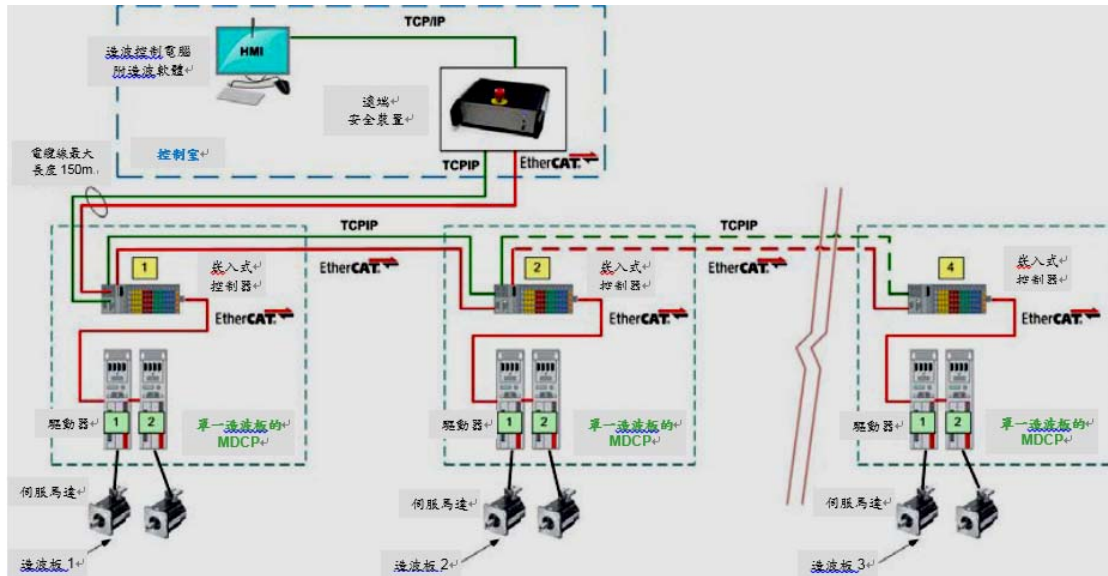 TCP/IP
HMI
造波控制電腦
附造波軟體
遠端
安全裝置
控制室
TCPIP
EtherCAT
電纜線最大
長度 150m.
TCPIP
TCPIP
1
嵌入式
控制器
EtherCAT
2
嵌入式
控制器
EtherCAT
4
嵌入式
控制器
EtherCAT
EtherCAT
EtherCAT
驅動器
1
2
單一造波板的
MDCP
驅動器
1
2
單一造波板的
MDCP
驅動器
1
2
單一造波板的
MDCP
伺服馬達
伺服馬達
伺服馬達
造波板 1
造波板 2
造波板 3